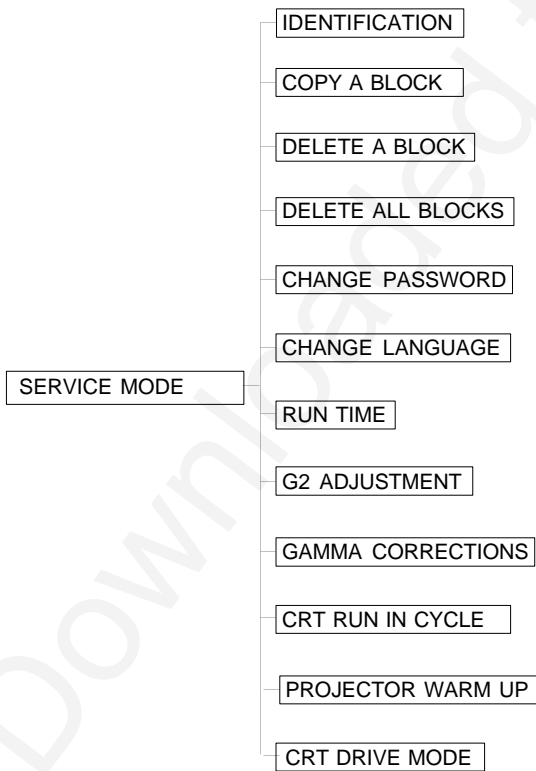 IDENTIFICATION
COPY A BLOCK
DELETE A BLOCK
DELETE ALL BLOCKS
CHANGE PASSWORD
CHANGE LANGUAGE
SERVICE MODE
RUN TIME
G2 ADJUSTMENT
GAMMA CORRECTIONS
CRT RUN IN CYCLE
PROJECTOR WARM UP
CRT DRIVE MODE
Downloaded